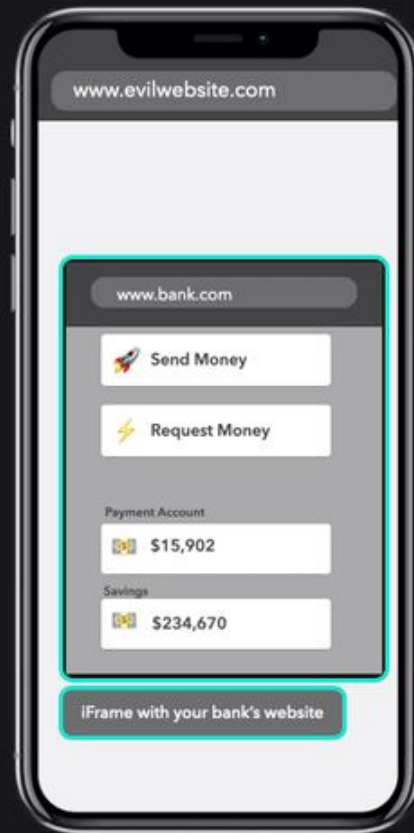 www.evilwebsite.com
www.bank.com
Send Money
Request Money
Payment Account
$15,902
Savings
$234,670
iFrame with your bank's website